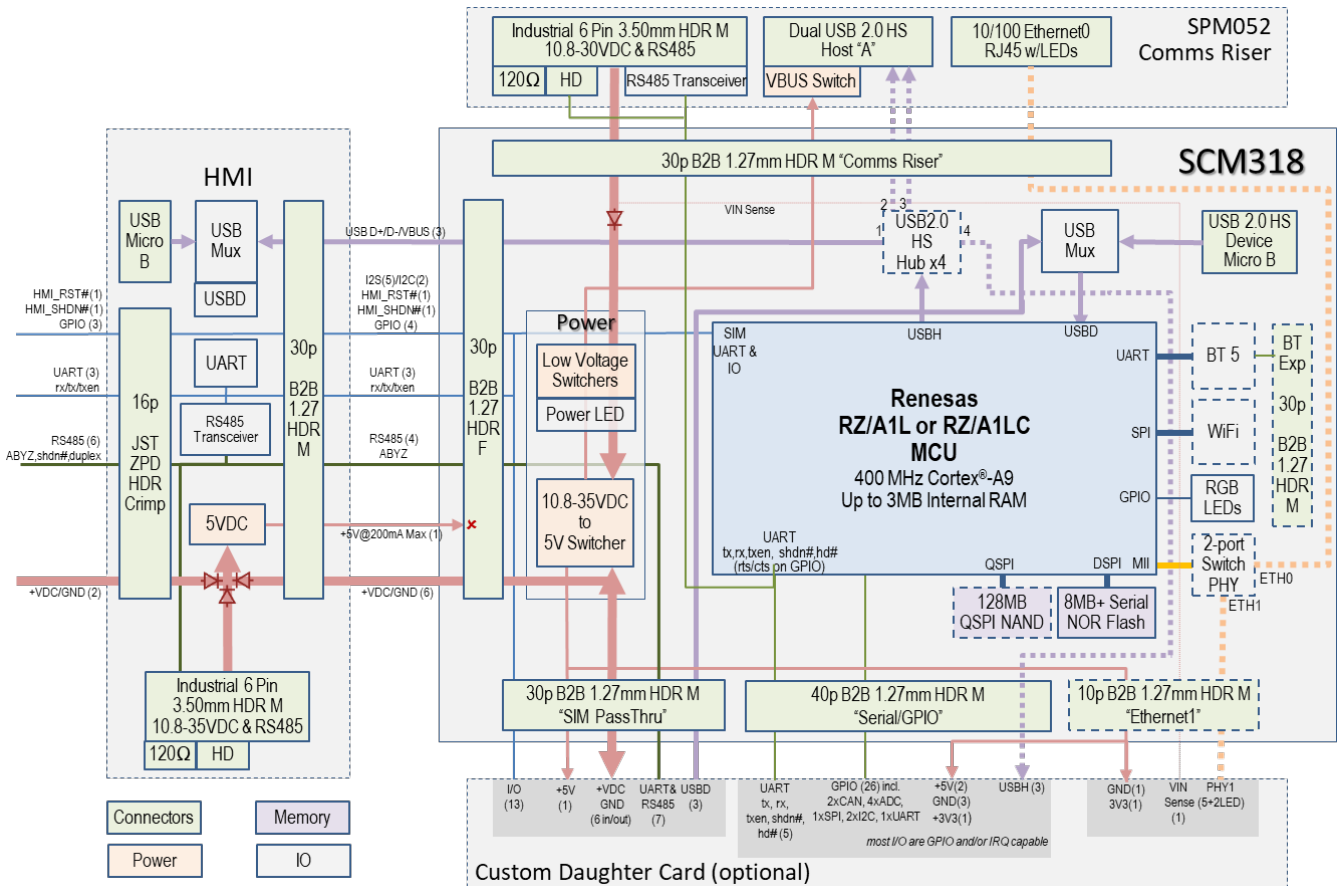 Industrial 6 Pin 3.50mm HDR M
10.8-30VDC & RS485
120Ω
HD
RS485 Transceiver
Dual USB 2.0 HS
Host "A"
VBUS Switch
10/100 Ethernet0
RJ45 w/LEDs
SPM052
Comms Riser
30p B2B 1.27mm HDR M "Comms Riser"
SCM318
HMI
USB
Micro
B
USB
Mux
USBD
USB D+/D-/VBUS (3)
VIN Sense
2
3
1
4
USB2.0
HS
Hub x4
USB
Mux
USB 2.0 HS
Device
Micro B
HMI_RST# (1)
HMI_SHDN# (1)
GPIO (3)
I2S(5)/I2C(2)
HMI_RST# (1)
HMI_SHDN# (1)
GPIO (4)
UART (3)
rx/tx/txen
RS485 (6)
ABYZ,shdn#,duplex
16p
JST
ZPD
HDR
Crimp
UART
RS485
Transceiver
5VDC
30p
B2B
1.27
HDR
M
UART (3)
rx/tx/txen
RS485 (4)
ABYZ
+5V@200mA Max (1)
+VDC/GND (2)
+VDC/GND (6)
30p
B2B
1.27
HDR
F
Power
Low Voltage
Switchers
Power LED
10.8-35VDC
to
5V Switcher
SIM
UART &
IO
USBH
USBD
UART
SPI
GPIO
Renesas
RZ/A1L or RZ/A1LC
MCU
400 MHz Cortex®-A9
Up to 3MB Internal RAM
UART
tx,rx,txen, shdn#,hd#
(rts/cts on GPIO)
QSPI
DSPI
MII
BT 5
WiFi
RGB
LEDs
BT
Exp
30p
B2B
1.27
HDR
M
2-port
Switch
PHY
ETH0
ETH1
128MB
QSPI NAND
8MB+ Serial
NOR Flash
Industrial 6 Pin
3.50mm HDR M
10.8-35VDC & RS485
120Ω
HD
30p B2B 1.27mm HDR M
"SIM PassThru"
40p B2B 1.27mm HDR M
"Serial/GPIO"
10p B2B 1.27mm HDR M
"Ethernet1"
I/O
(13)
+5V
(1)
+VDC
GND
(6 in/out)
UART&
RS485
(7)
USBD
(3)
UART
tx, rx,
txen, shdn#,
hd# (5)
GPIO (26) incl.
2xCAN, 4xADC,
1xSPI, 2xI2C, 1xUART
+5V(2)
GND(3)
+3V3(1)
USBH (3)
most I/O are GPIO and/or IRQ capable
GND(1)
3V3(1)
VIN
Sense
(1)
PHY1
(5+2LED)
Custom Daughter Card (optional)
Connectors
Memory
Power
IO